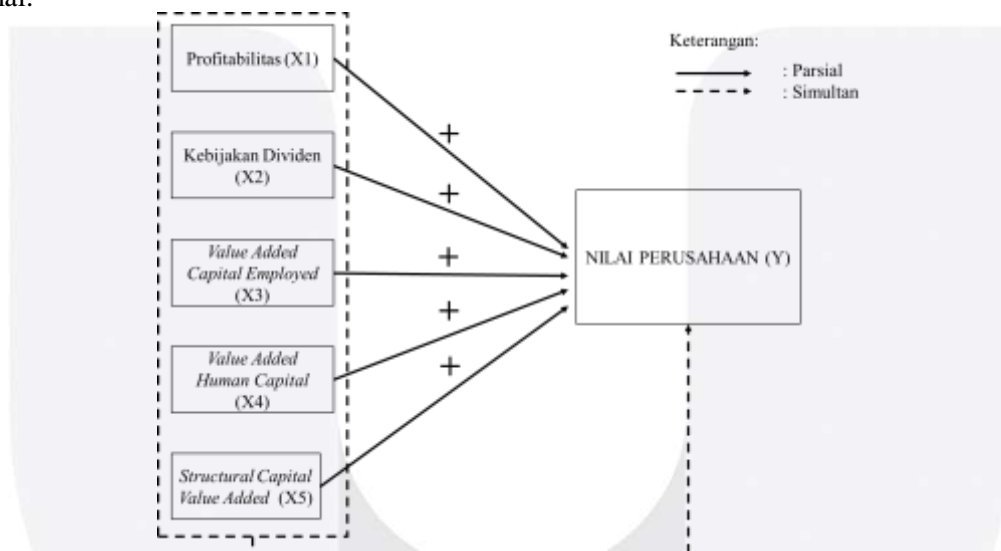 Profitabilitas (X1)
Kebijakan Dividen
(X2)
Value Added
Capital Employed
(X3)
Value Added
Human Capital
(X4)
Structural Capital
Value Added (X5)
+
+
+
+
+
NILAI PERUSAHAAN (Y)
Keterangan:
: Parsial
: Simultan